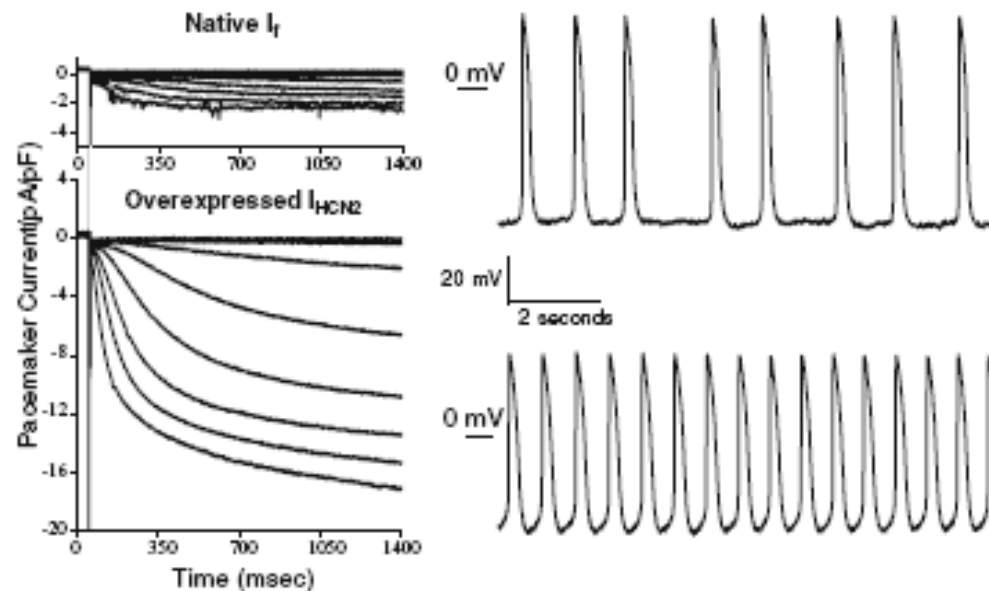 Native If
0
-2
-4
0 350 700 1050 1400
Overexpressed IHCN2
4
0
-4
-8
-12
-16
-20
0 350 700 1050 1400
Pacemaker Current(p A/pF)
Time (msec)
0 mV
20 mV
2 seconds
0 mV